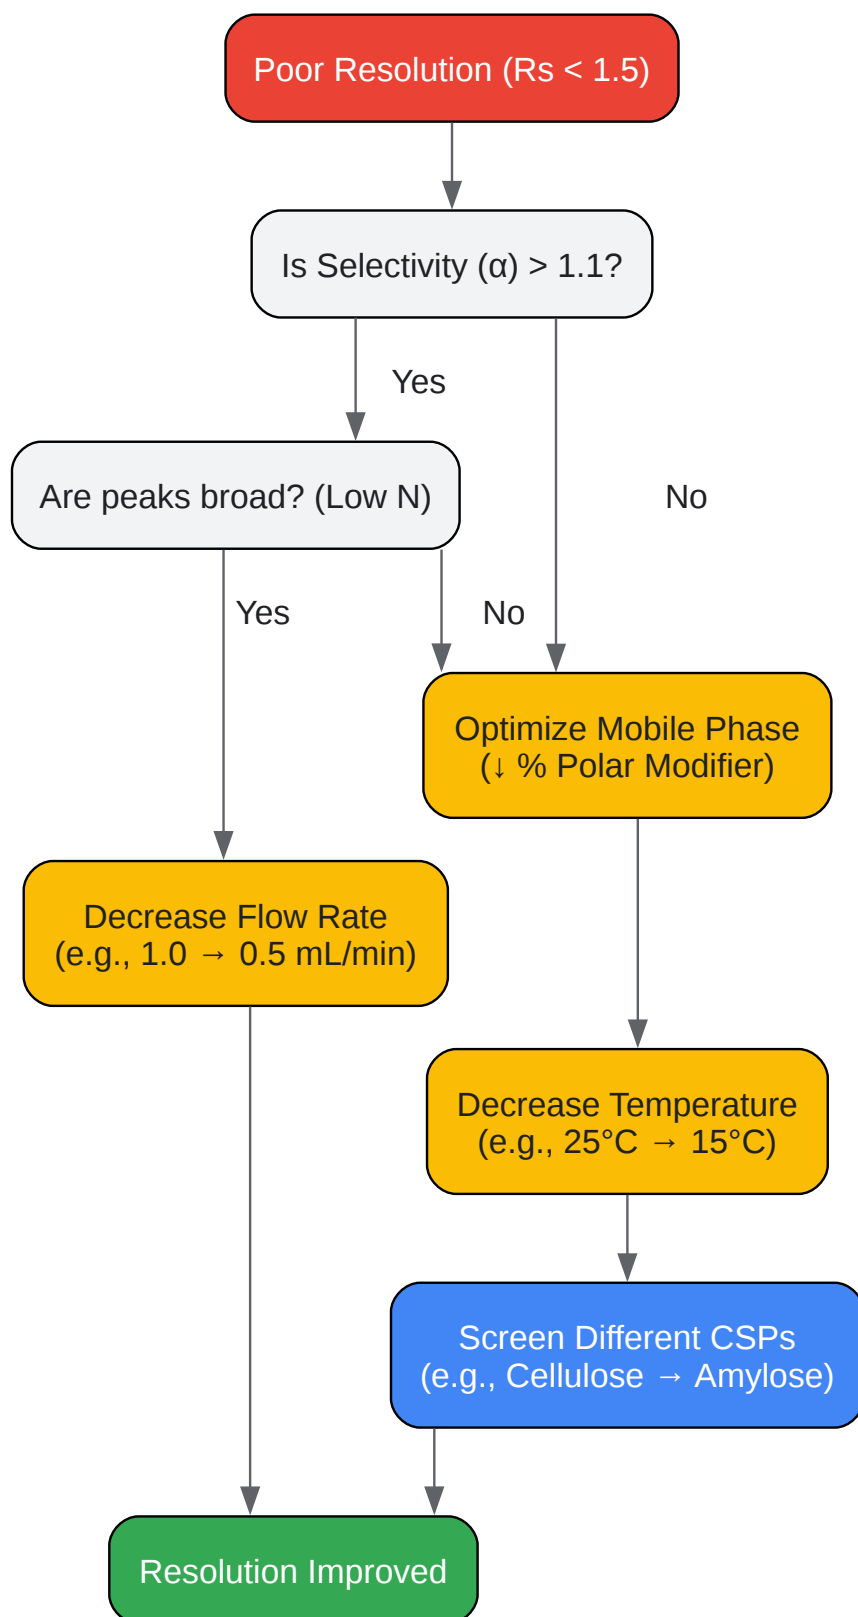 Poor Resolution (Rs < 1.5)
Is Selectivity (α) > 1.1?
Yes
Are peaks broad? (Low N)
No
Yes
No
Optimize Mobile Phase
(↓ % Polar Modifier)
Decrease Flow Rate
(e.g., 1.0 → 0.5 mL/min)
Decrease Temperature
(e.g., 25°C → 15°C)
Screen Different CSPs
(e.g., Cellulose → Amylose)
Resolution Improved